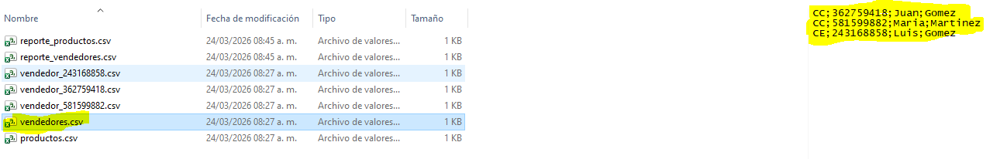 Nombre Fecha de modificación Tipo Tamaño
reporte_productos.csv 24/03/2026 08:45 a. m. Archivo de valores... 1 KB
reporte_vendedores.csv 24/03/2026 08:45 a. m. Archivo de valores... 1 KB
vendedor_243168858.csv 24/03/2026 08:27 a. m. Archivo de valores... 1 KB
vendedor_362759418.csv 24/03/2026 08:27 a. m. Archivo de valores... 1 KB
vendedor_581599882.csv 24/03/2026 08:27 a. m. Archivo de valores... 1 KB
vendedores.csv 24/03/2026 08:27 a. m. Archivo de valores... 1 KB
productos.csv 24/03/2026 08:27 a. m. Archivo de valores... 1 KB
CC;362759418;Juan;Gomez
CC;581599882;Maria;Martinez
CE;243168858;Luis;Gomez